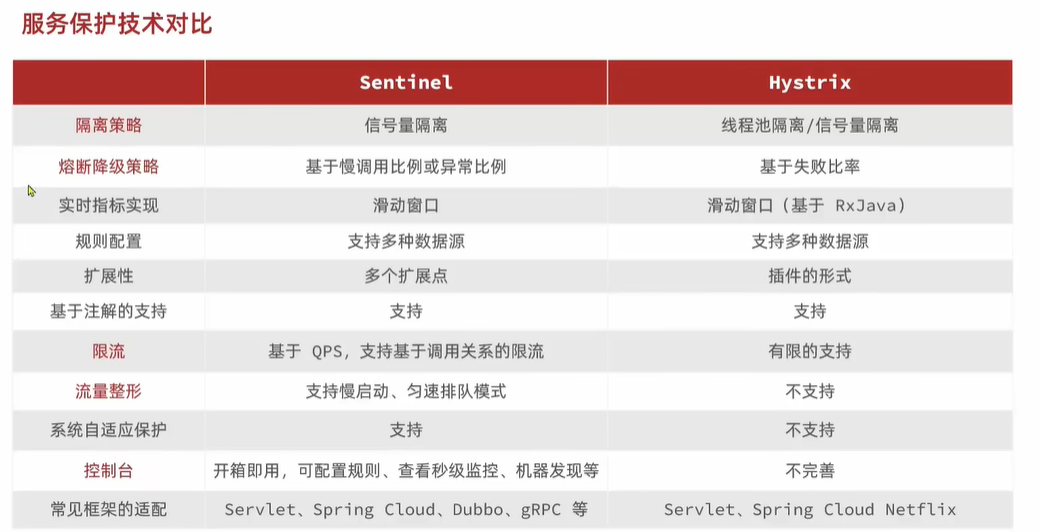 服务保护技术对比
Sentinel Hystrix
隔离策略 信号量隔离 线程池隔离/信号量隔离
熔断降级策略 基于慢调用比例或异常比例 基于失败比率
实时指标实现 滑动窗口 滑动窗口（基于 RxJava）
规则配置 支持多种数据源 支持多种数据源
扩展性 多个扩展点 插件的形式
基于注解的支持 支持 支持
限流 基于 QPS，支持基于调用关系的限流 有限的支持
流量整形 支持慢启动、匀速排队模式 不支持
系统自适应保护 支持 不支持
控制台 开箱即用，可配置规则、查看秒级监控、机器发现等 不完善
常见框架的适配 Servlet、Spring Cloud、Dubbo、gRPC 等 Servlet、Spring Cloud Netflix